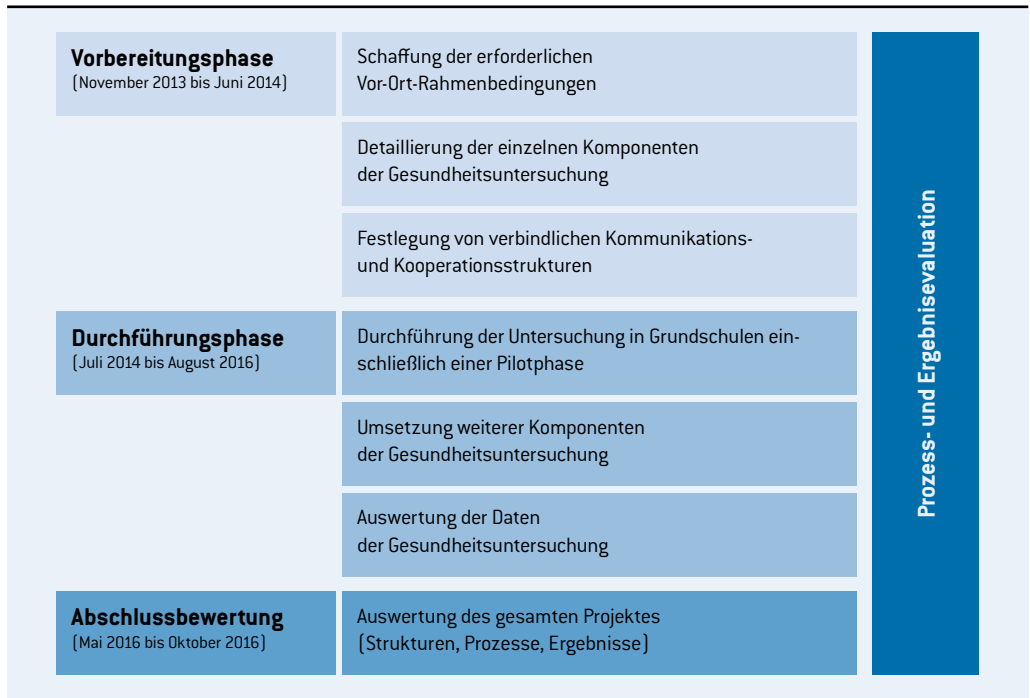 Vorbereitungsphase
(November 2013 bis Juni 2014)
Schaffung der erforderlichen
Vor-Ort-Rahmenbedingungen
Detaillierung der einzelnen Komponenten
der Gesundheitsuntersuchung
Festlegung von verbindlichen Kommunikations-
und Kooperationsstrukturen
Durchführungsphase
(Juli 2014 bis August 2016)
Durchführung der Untersuchung in Grundschulen ein-
schließlich einer Pilotphase
Umsetzung weiterer Komponenten
der Gesundheitsuntersuchung
Auswertung der Daten
der Gesundheitsuntersuchung
Abschlussbewertung
(Mai 2016 bis Oktober 2016)
Auswertung des gesamten Projektes
(Strukturen, Prozesse, Ergebnisse)
Prozess- und Ergebnisevaluation